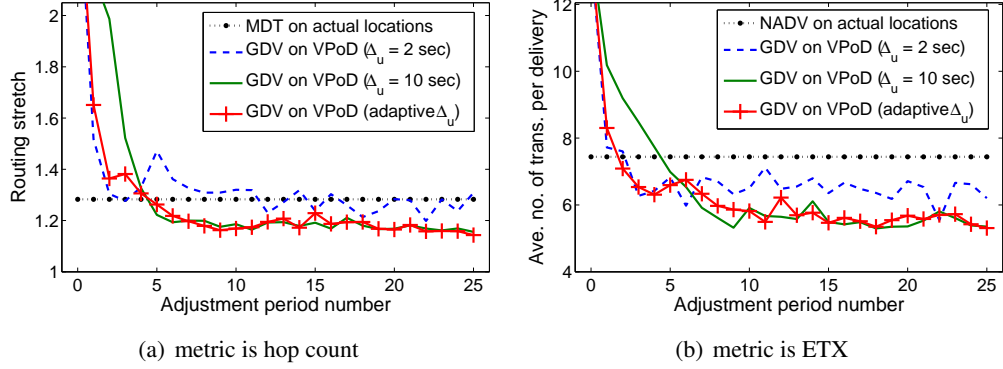 2
1.8
1.6
1.4
1.2
1
Routing stretch
MDT on actual locations
GDV on VPoD (Δu = 2 sec)
GDV on VPoD (Δu = 10 sec)
GDV on VPoD (adaptive Δu)
0 5 10 15 20 25
Adjustment period number
(a) metric is hop count
12
10
8
6
4
Ave. no. of trans. per delivery
NADV on actual locations
GDV on VPoD (Δu = 2 sec)
GDV on VPoD (Δu = 10 sec)
GDV on VPoD (adaptive Δu)
0 5 10 15 20 25
Adjustment period number
(b) metric is ETX